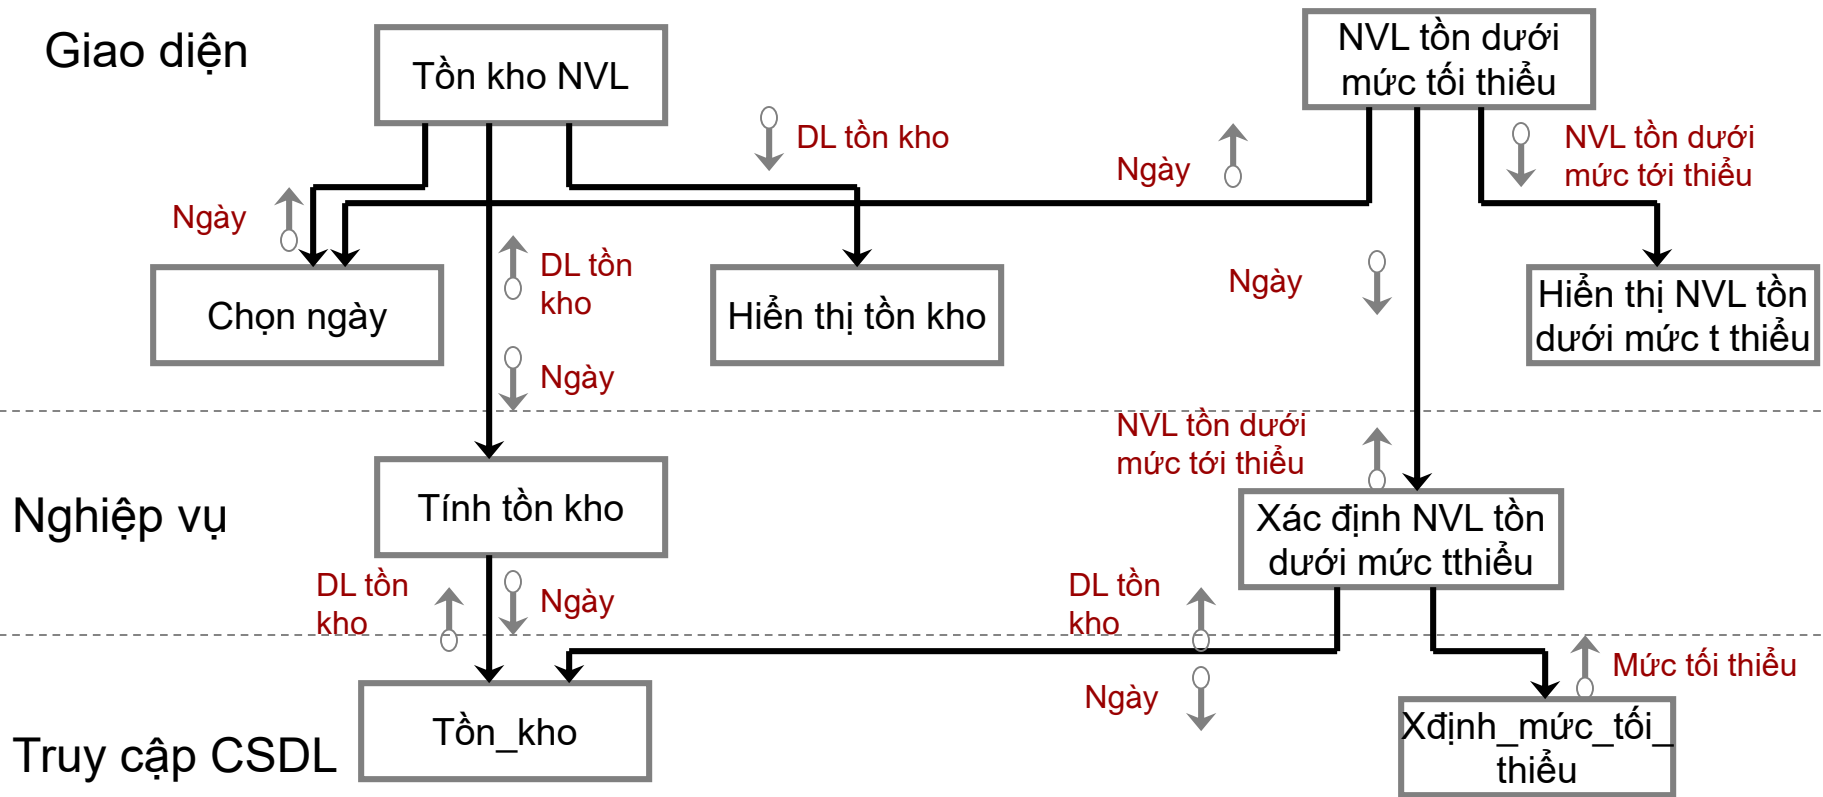 Giao diện
Tồn kho NVL
NVL tồn dưới
mức tối thiểu
DL tồn kho
Ngày
NVL tồn dưới
mức tới thiểu
Ngày
DL tồn
kho
Ngày
Chọn ngày
Hiển thị tồn kho
Hiển thị NVL tồn
dưới mức t thiểu
Ngày
NVL tồn dưới
mức tới thiểu
Nghiệp vụ
Tính tồn kho
Xác định NVL tồn
dưới mức tthiểu
DL tồn
kho
Ngày
DL tồn
kho
Ngày
Mức tối thiểu
Truy cập CSDL
Tồn_kho
Xđịnh_mức_tối_
thiểu